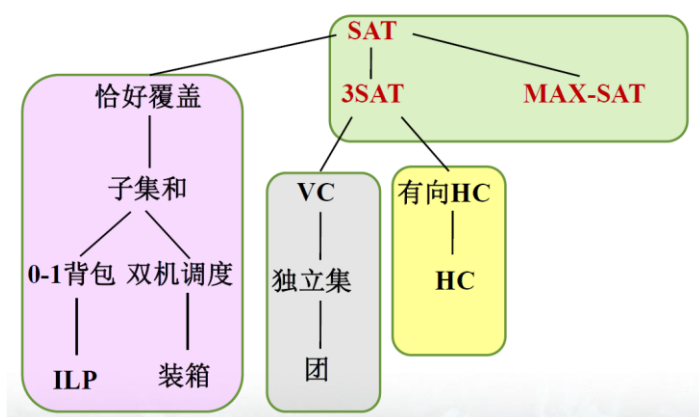 SAT
恰好覆盖
3SAT
MAX-SAT
子集和
VC
有向HC
0-1背包
双机调度
独立集
HC
ILP
装箱
团